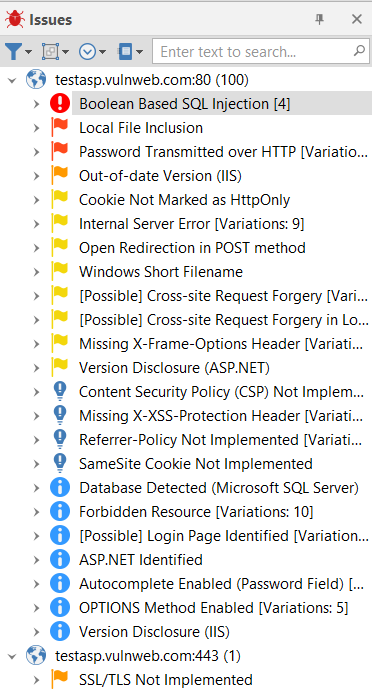 Issues
Enter text to search...
testasp.vulnweb.com:80 (100)
Boolean Based SQL Injection [4]
Local File Inclusion
Password Transmitted over HTTP [Variatio...
Out-of-date Version (IIS)
Cookie Not Marked as HttpOnly
Internal Server Error [Variations: 9]
Open Redirection in POST method
Windows Short Filename
[Possible] Cross-site Request Forgery [Vari...
[Possible] Cross-site Request Forgery in Lo...
Missing X-Frame-Options Header [Variati...
Version Disclosure (ASP.NET)
Content Security Policy (CSP) Not Implem...
Missing X-XSS-Protection Header [Variati...
Referrer-Policy Not Implemented [Variati...
SameSite Cookie Not Implemented
Database Detected (Microsoft SQL Server)
Forbidden Resource [Variations: 10]
[Possible] Login Page Identified [Variation...
ASP.NET Identified
Autocomplete Enabled (Password Field) [...
OPTIONS Method Enabled [Variations: 5]
Version Disclosure (IIS)
testasp.vulnweb.com:443 (1)
SSL/TLS Not Implemented